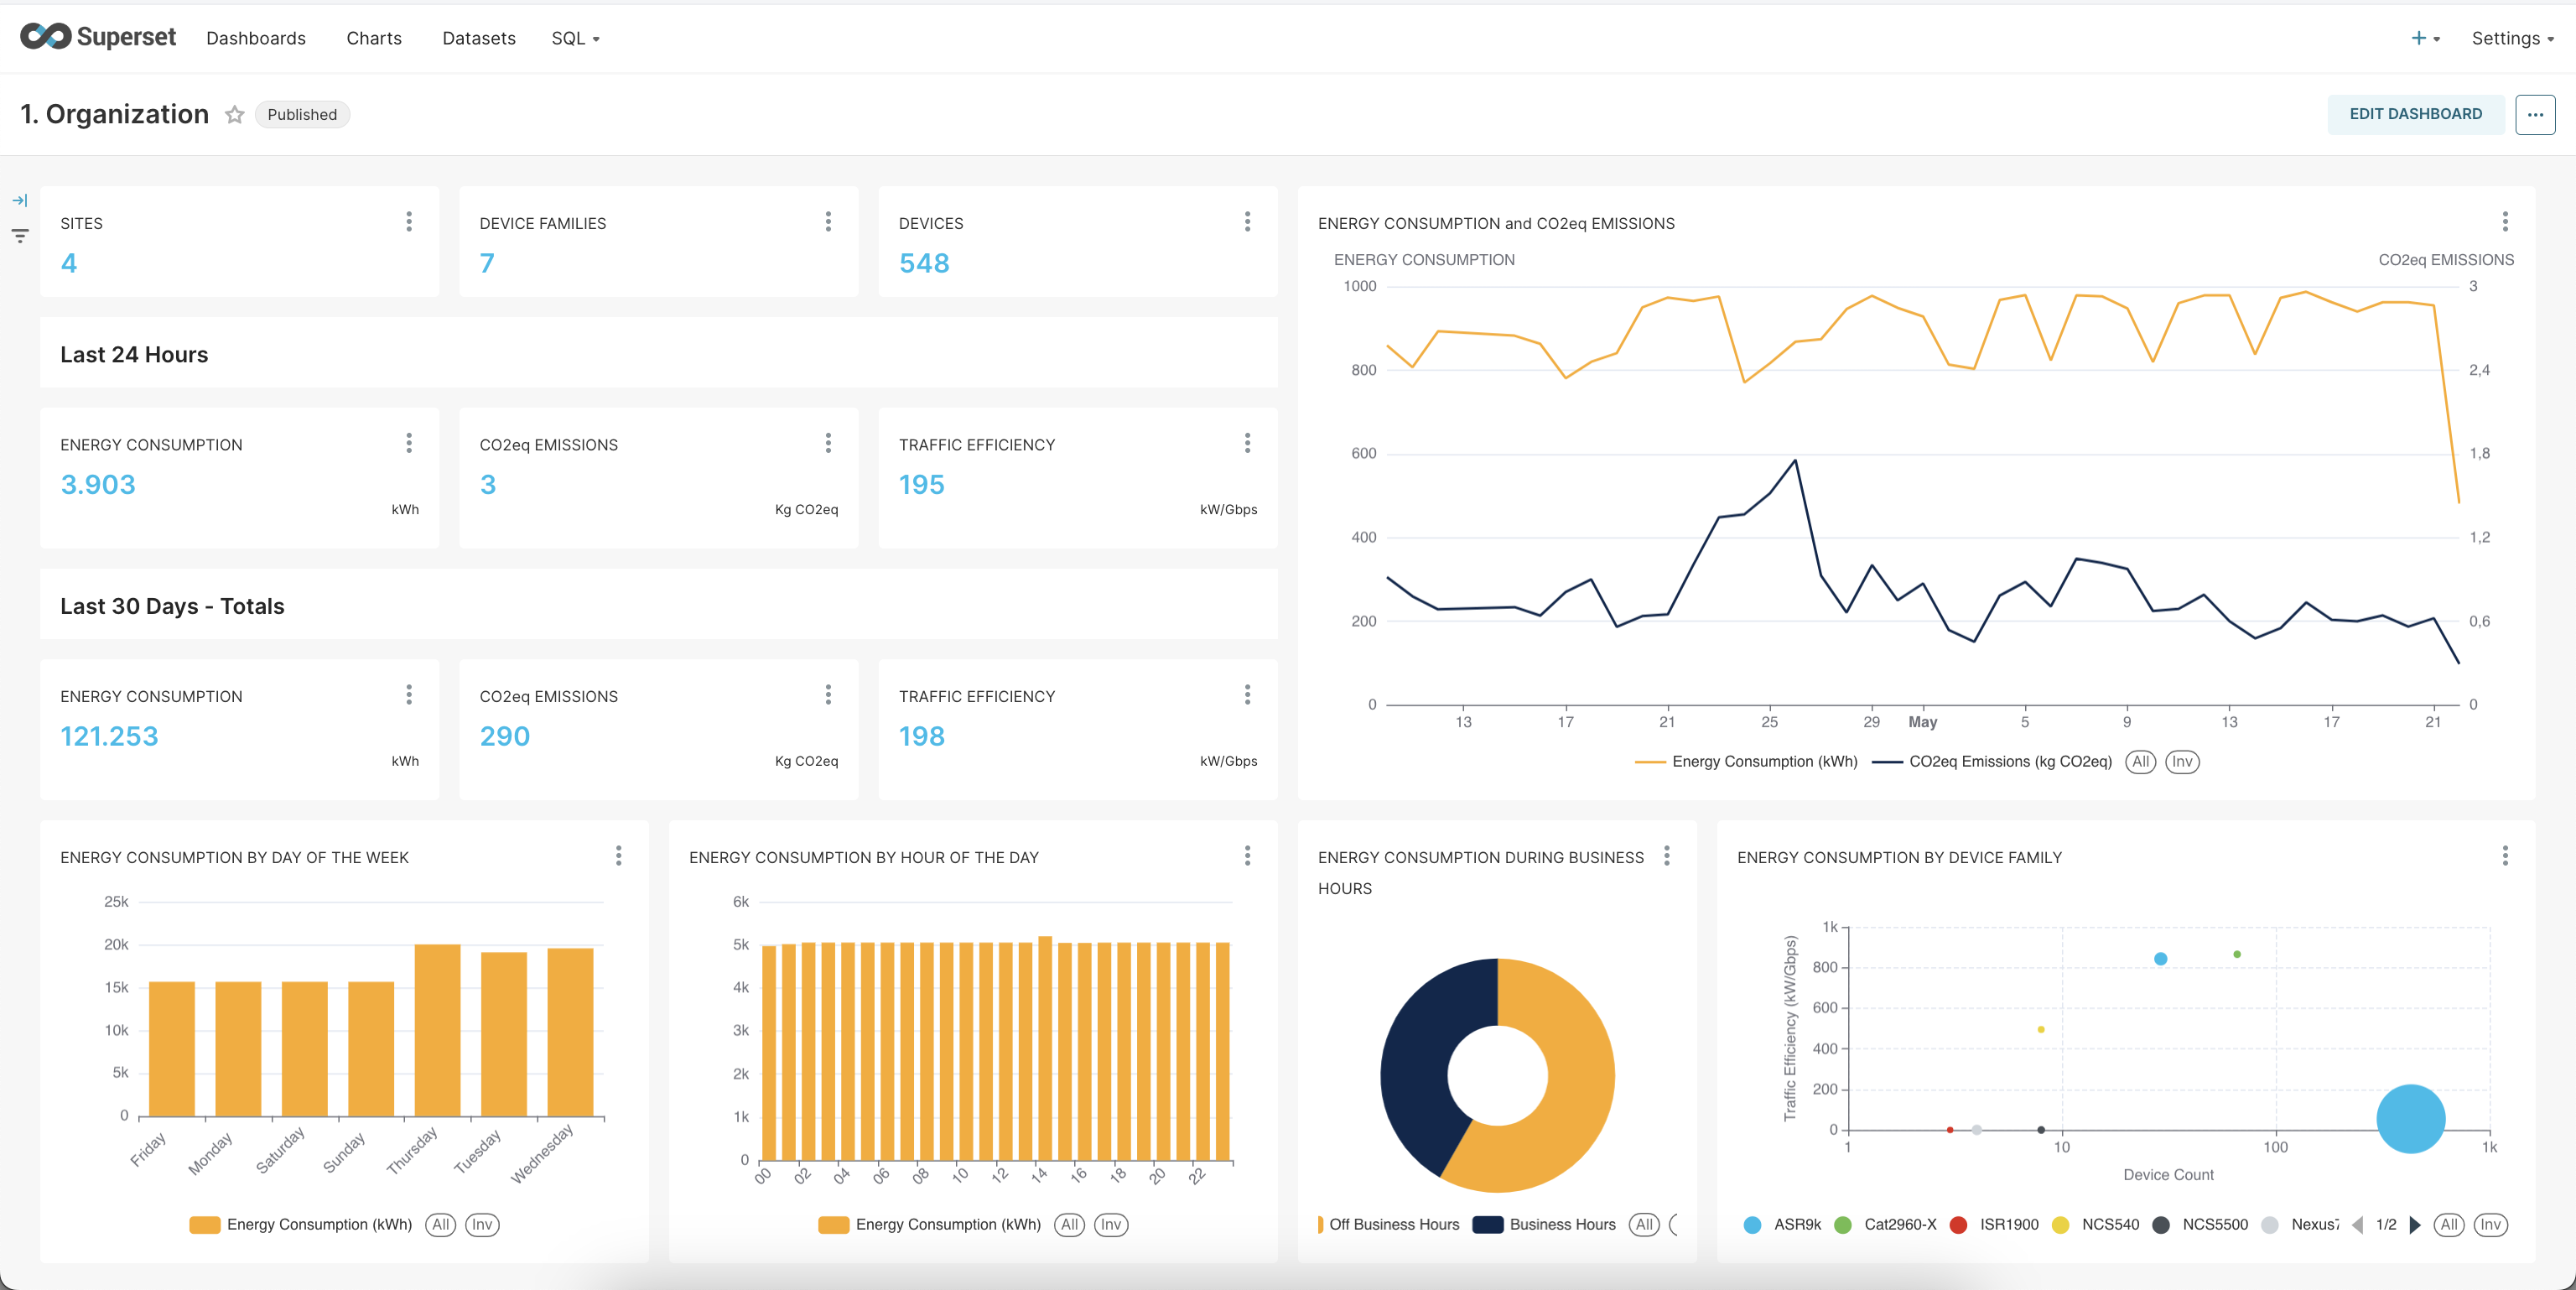 Superset Dashboards Charts Datasets SQL + Settings
1. Organization Published EDIT DASHBOARD ...
SITES
4
DEVICE FAMILIES
7
DEVICES
548
Last 24 Hours
ENERGY CONSUMPTION
3.903
kWh
CO2eq EMISSIONS
3
Kg CO2eq
TRAFFIC EFFICIENCY
195
kW/Gbps
Last 30 Days - Totals
ENERGY CONSUMPTION
121.253
kWh
CO2eq EMISSIONS
290
Kg CO2eq
TRAFFIC EFFICIENCY
198
kW/Gbps
ENERGY CONSUMPTION and CO2eq EMISSIONS
ENERGY CONSUMPTION CO2eq EMISSIONS
1000 3
800 2,4
600 1,8
400 1,2
200 0,6
0 0
13 17 21 25 29 May 5 9 13 17 21
Energy Consumption (kWh) CO2eq Emissions (kg CO2eq) All Inv
ENERGY CONSUMPTION BY DAY OF THE WEEK
25k
20k
15k
10k
5k
0
Friday Monday Saturday Sunday Thursday Tuesday Wednesday
Energy Consumption (kWh) All Inv
ENERGY CONSUMPTION BY HOUR OF THE DAY
6k
5k
4k
3k
2k
1k
0
00 02 04 06 08 10 12 14 16 18 20 22
Energy Consumption (kWh) All Inv
ENERGY CONSUMPTION DURING BUSINESS
HOURS
Off Business Hours Business Hours All
ENERGY CONSUMPTION BY DEVICE FAMILY
Traffic Efficiency (kW/Gbps)
1k
800
600
400
200
0
1 10 100 1k
Device Count
ASR9k Cat2960-X ISR1900 NCS540 NCS5500 Nexus7 1/2 All Inv